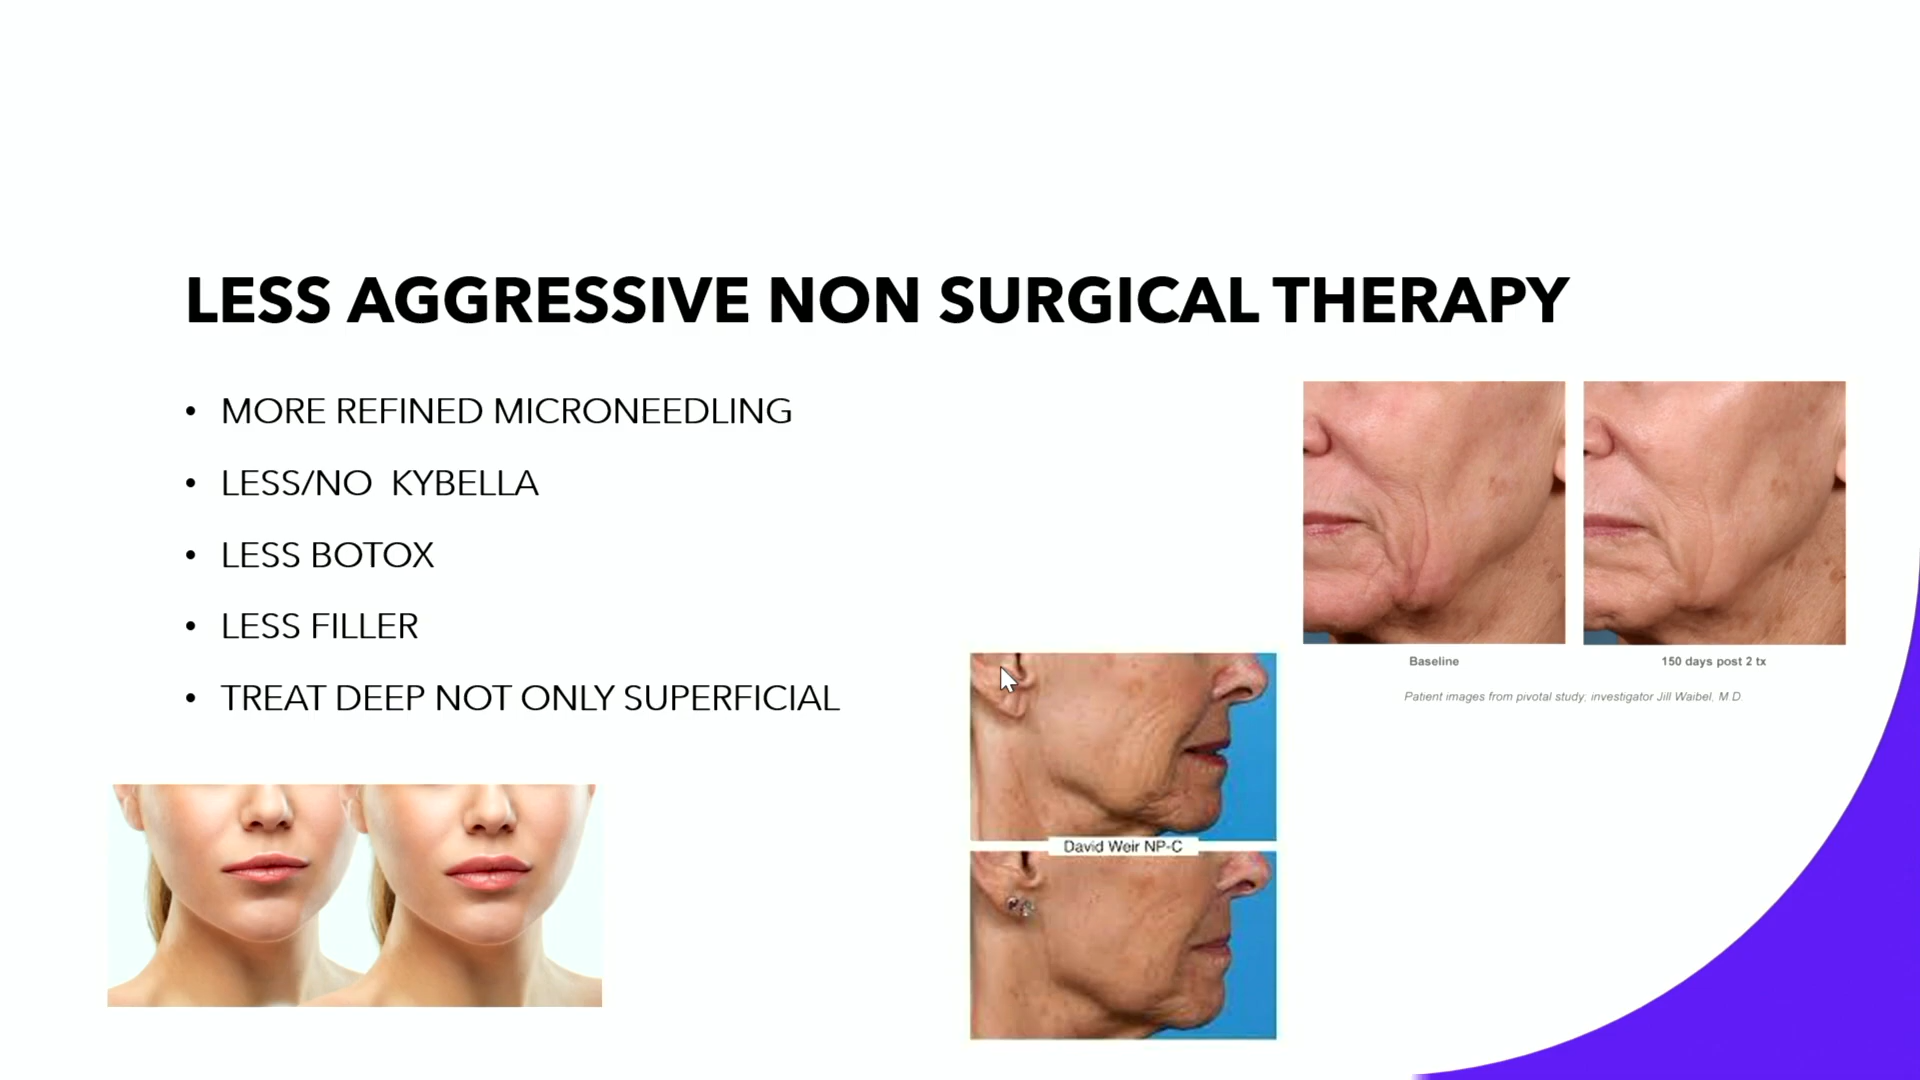 LESS AGGRESSIVE NON SURGICAL THERAPY
• MORE REFINED MICRONEEDLING
• LESS/NO  KYBELLA
• LESS BOTOX
• LESS FILLER
• TREAT DEEP NOT ONLY SUPERFICIAL
Baseline
150 days post 2 tx
Patient images from pivotal study; investigator Jill Waibel, M.D.
David Weir NP-C